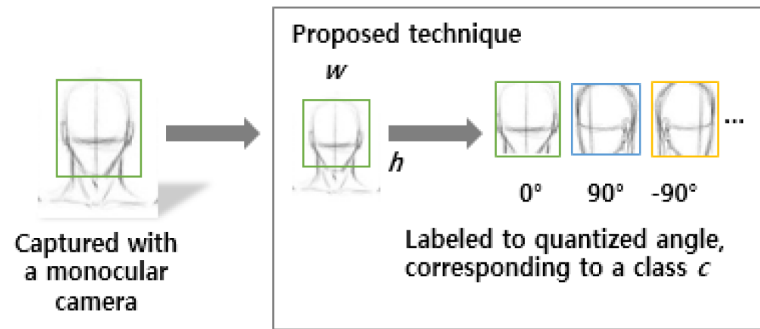 Proposed technique
w
h
...
0° 90° -90°
Captured with
a monocular
camera
Labeled to quantized angle,
corresponding to a class c